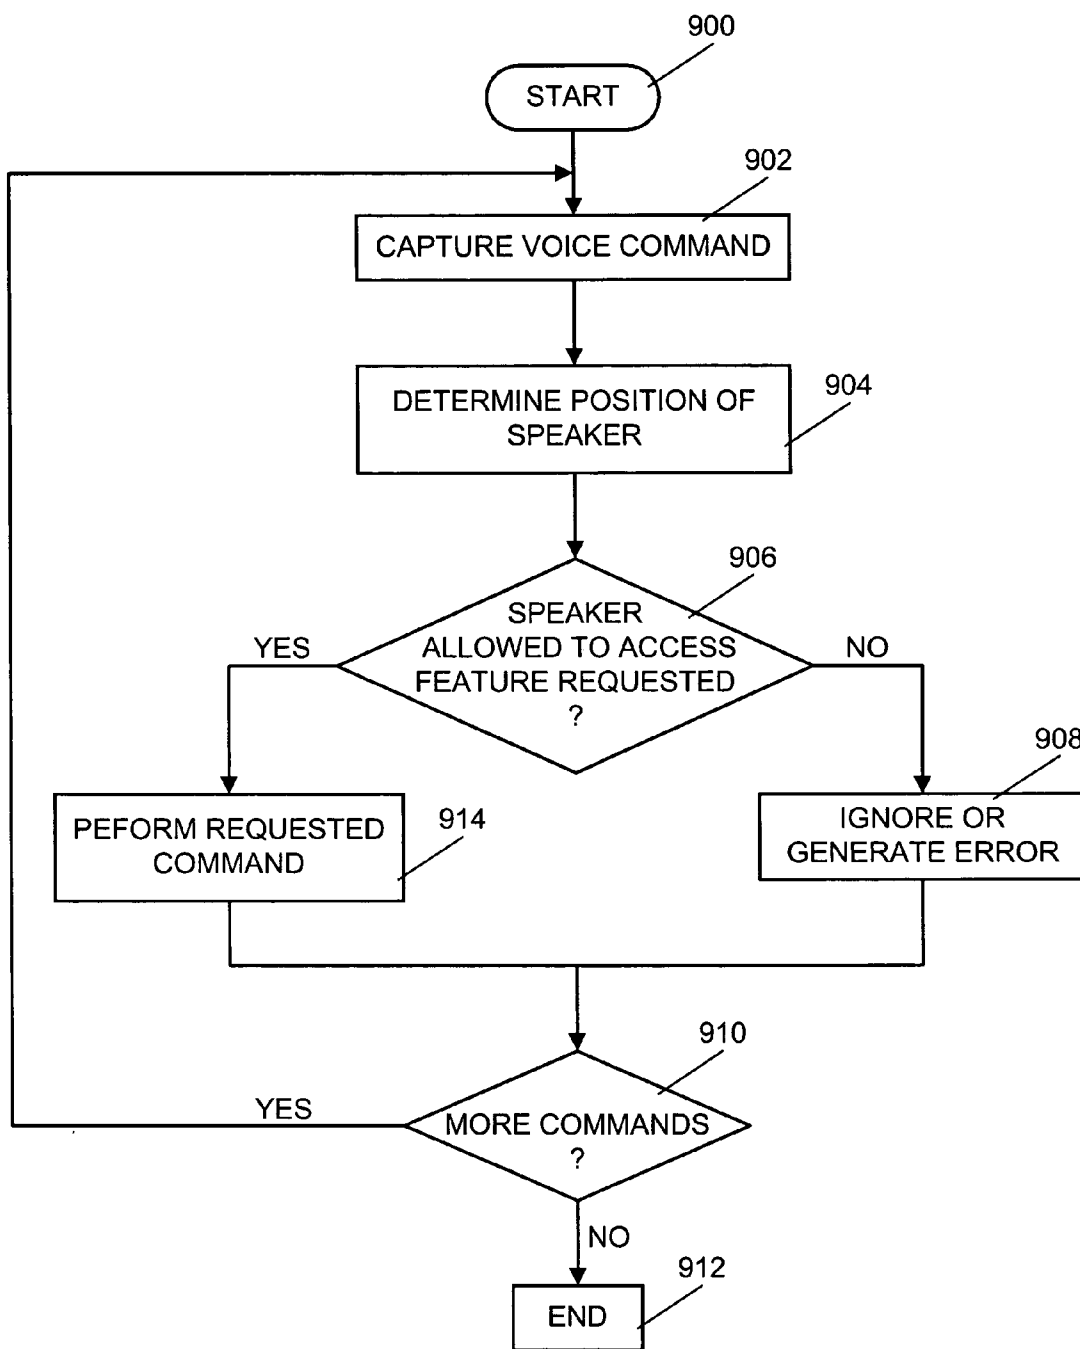 900
START
902
CAPTURE VOICE COMMAND
904
DETERMINE POSITION OF
SPEAKER
906
SPEAKER
ALLOWED TO ACCESS
FEATURE REQUESTED
?
YES
NO
908
PEFORM REQUESTED
COMMAND
914
IGNORE OR
GENERATE ERROR
910
MORE COMMANDS
?
YES
NO
912
END